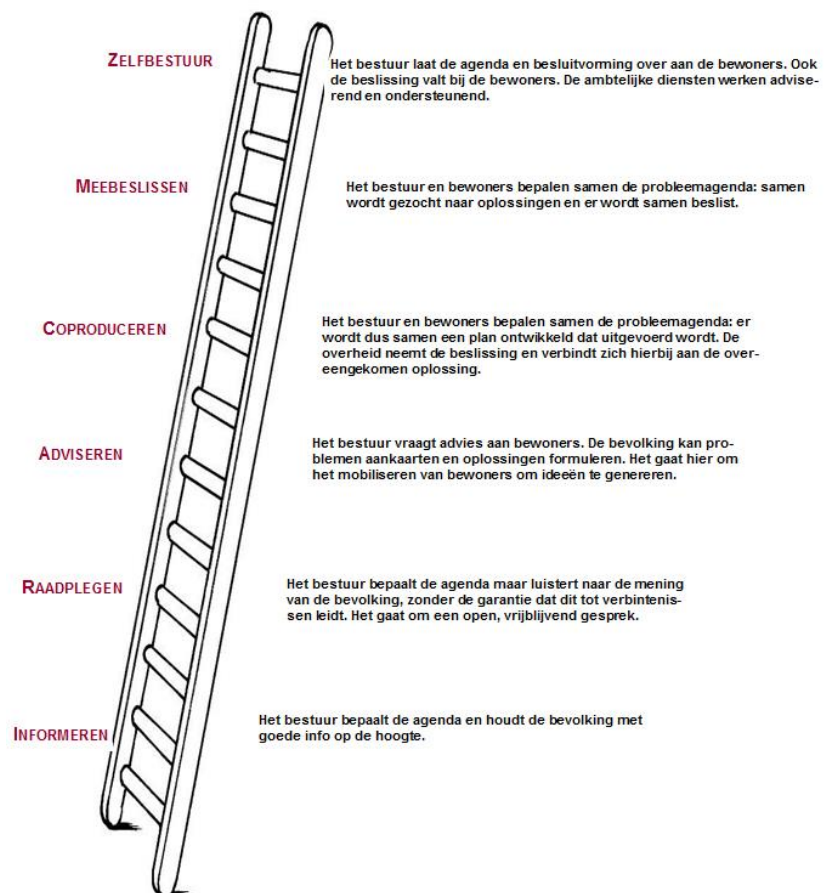 ZELFBESTUUR
Het bestuur laat de agenda en besluitvorming over aan de bewoners. Ook
de beslissing valt bij de bewoners. De ambtelijke diensten werken advise-
rend en ondersteunend.
MEEBESLISSEN
Het bestuur en bewoners bepalen samen de probleemagenda: samen
wordt gezocht naar oplossingen en er wordt samen beslist.
COPRODUCEREN
Het bestuur en bewoners bepalen samen de probleemagenda: er
wordt dus samen een plan ontwikkeld dat uitgevoerd wordt. De
overheid neemt de beslissing en verbindt zich hierbij aan de over-
eengekomen oplossing.
ADVISEREN
Het bestuur vraagt advies aan bewoners. De bevolking kan pro-
blemen aankaarten en oplossingen formuleren. Het gaat hier om
het mobiliseren van bewoners om ideeën te genereren.
RAADPLEGEN
Het bestuur bepaalt de agenda maar luistert naar de mening
van de bevolking, zonder de garantie dat dit tot verbintenis-
sen leidt. Het gaat om een open, vrijblijvend gesprek.
INFORMEREN
Het bestuur bepaalt de agenda en houdt de bevolking met
goede info op de hoogte.